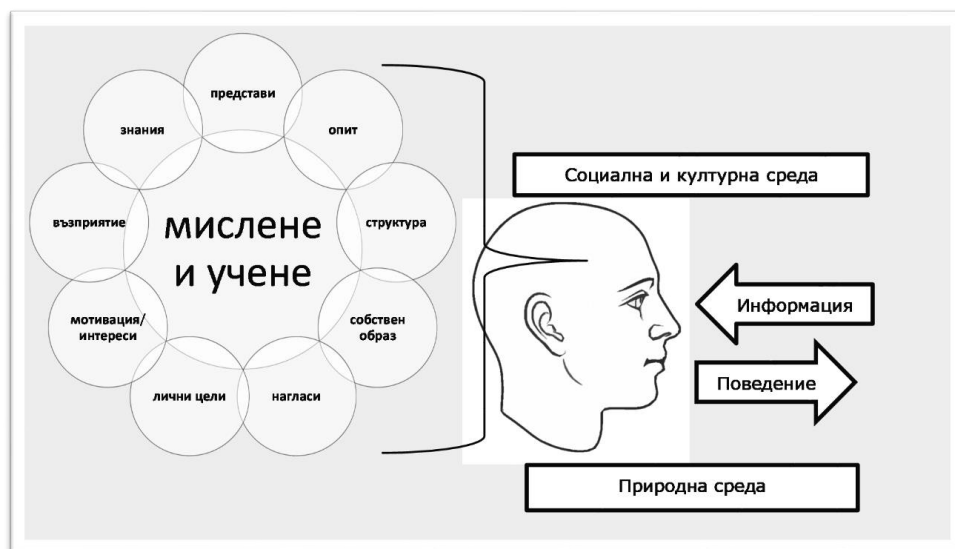 представи
опит
структура
собствен
образ
нагласи
лични цели
мотивация/
интереси
възприятие
знания
мислене
и учене
Социална и културна среда
Информация
Поведение
Природна среда